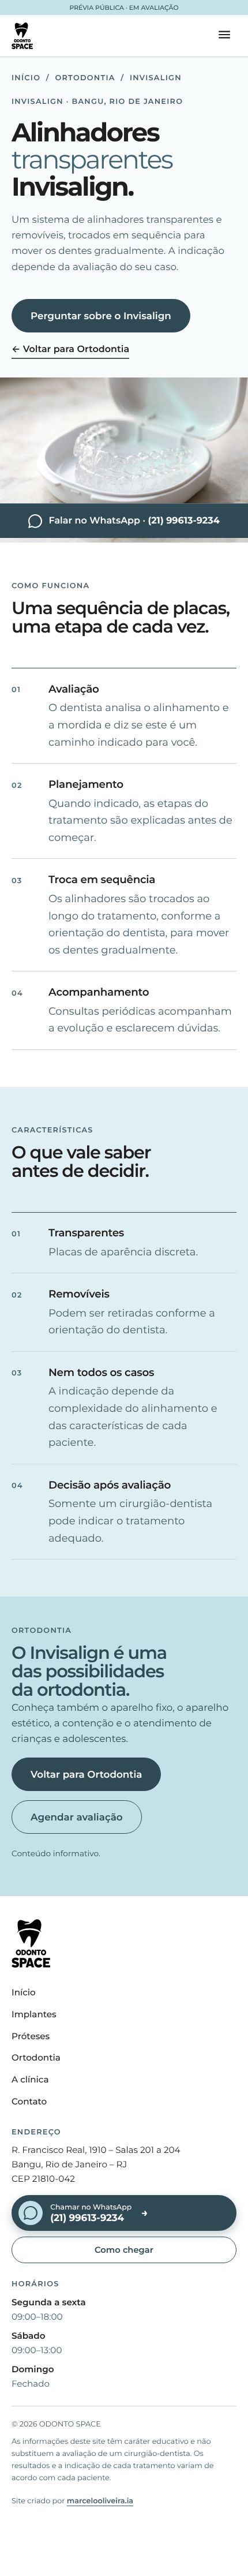 PRÉVIA PÚBLICA · EM AVALIAÇÃO
ODONTO
SPACE
INÍCIO / ORTODONTIA / INVISALIGN
INVISALIGN · BANGU, RIO DE JANEIRO
Alinhadores
transparentes
Invisalign.
Um sistema de alinhadores transparentes e
removíveis, trocados em sequência para
mover os dentes gradualmente. A indicação
depende da avaliação do seu caso.
Perguntar sobre o Invisalign
← Voltar para Ortodontia
Falar no WhatsApp · (21) 99613-9234
COMO FUNCIONA
Uma sequência de placas,
uma etapa de cada vez.
01 Avaliação
O dentista analisa o alinhamento e
a mordida e diz se este é um
caminho indicado para você.
02 Planejamento
Quando indicado, as etapas do
tratamento são explicadas antes de
começar.
03 Troca em sequência
Os alinhadores são trocados ao
longo do tratamento, conforme a
orientação do dentista, para mover
os dentes gradualmente.
04 Acompanhamento
Consultas periódicas acompanham
a evolução e esclarecem dúvidas.
CARACTERÍSTICAS
O que vale saber
antes de decidir.
01 Transparentes
Placas de aparência discreta.
02 Removíveis
Podem ser retiradas conforme a
orientação do dentista.
03 Nem todos os casos
A indicação depende da
complexidade do alinhamento e
das características de cada
paciente.
04 Decisão após avaliação
Somente um cirurgião-dentista
pode indicar o tratamento
adequado.
ORTODONTIA
O Invisalign é uma
das possibilidades
da ortodontia.
Conheça também o aparelho fixo, o aparelho
estético, a contenção e o atendimento de
crianças e adolescentes.
Voltar para Ortodontia
Agendar avaliação
Conteúdo informativo.
ODONTO
SPACE
Início
Implantes
Próteses
Ortodontia
A clínica
Contato
ENDEREÇO
R. Francisco Real, 1910 – Salas 201 a 204
Bangu, Rio de Janeiro – RJ
CEP 21810-042
Chamar no WhatsApp
(21) 99613-9234 →
Como chegar
HORÁRIOS
Segunda a sexta
09:00–18:00
Sábado
09:00–13:00
Domingo
Fechado
© 2026 ODONTO SPACE
As informações deste site têm caráter educativo e não
substituem a avaliação de um cirurgião-dentista. Os
resultados e a indicação de cada tratamento variam de
acordo com cada paciente.
Site criado por marcelooliveira.ia